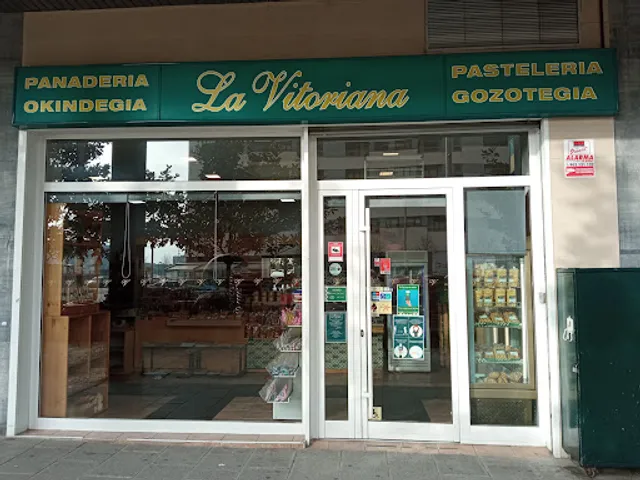 PANADERIA
OKINDEGIA
La Vitoriana
PASTELERIA
GOZOTEGIA
ALARMA